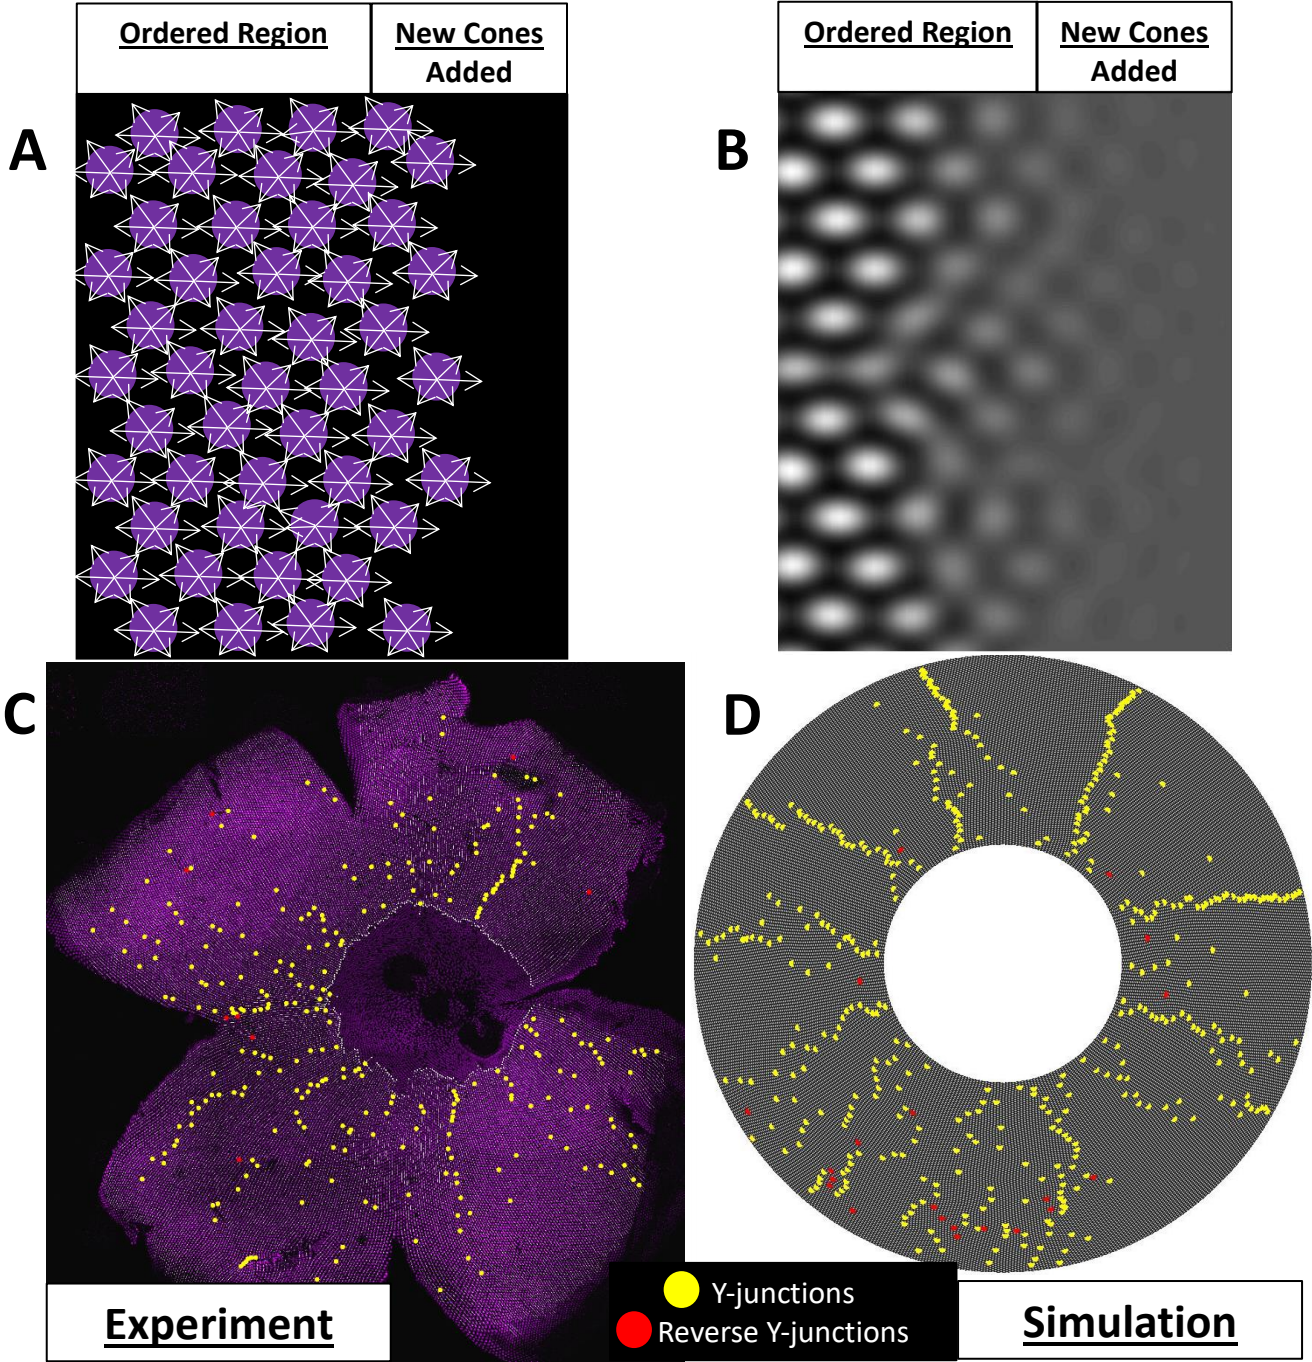 Ordered Region
New Cones
Added
Ordered Region
New Cones
Added
A
B
C
D
Y-junctions
Reverse Y-junctions
Experiment
Simulation